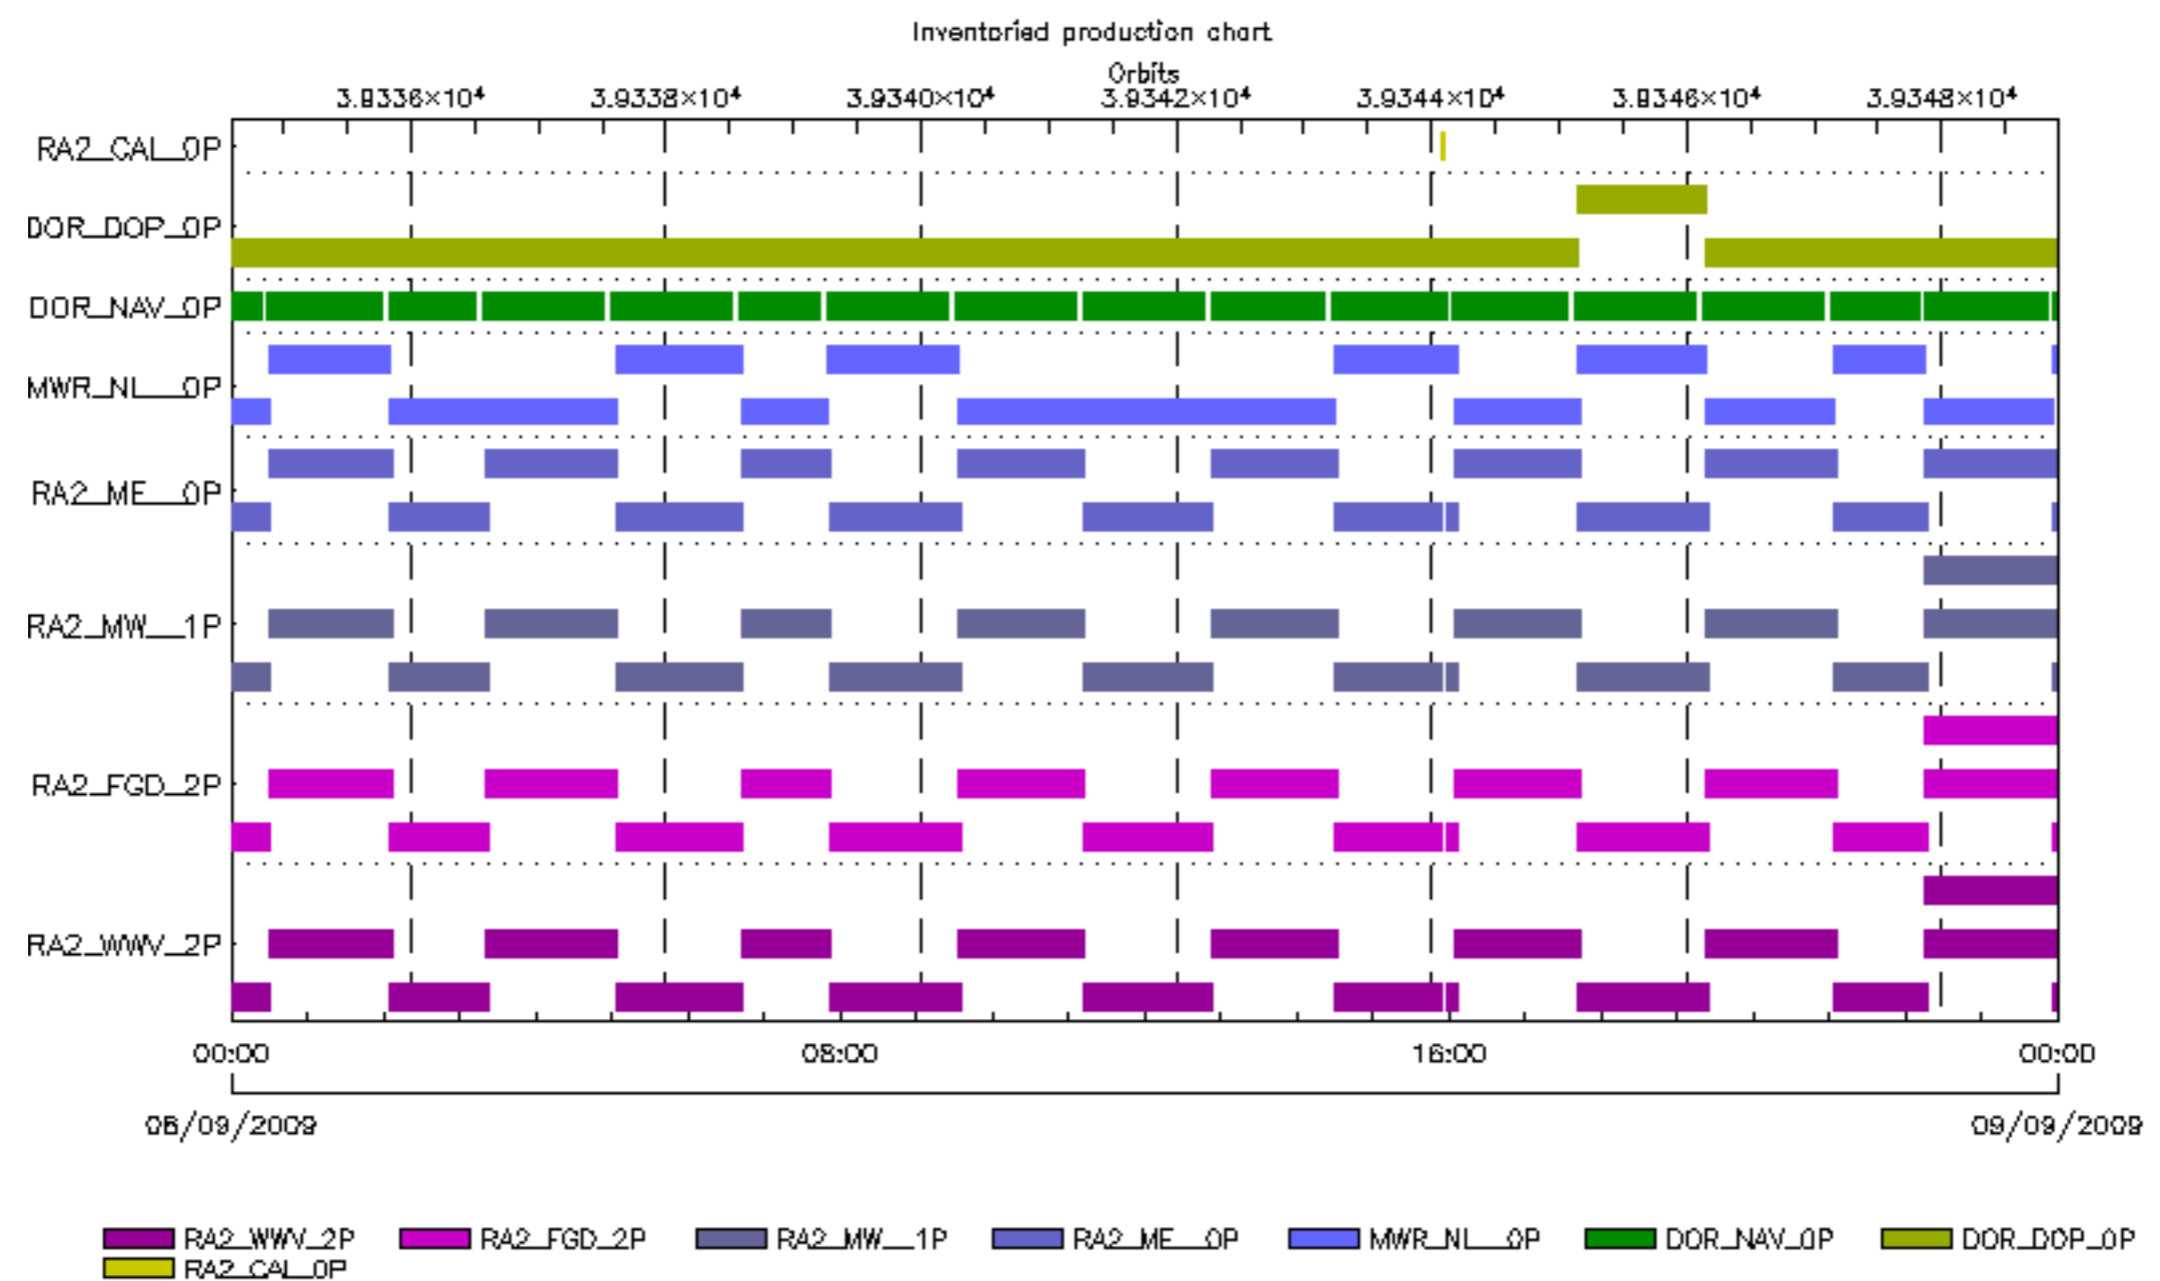 Inventoried production chart
Orbits
3.9336×10⁴ 3.9338×10⁴ 3.9340×10⁴ 3.9342×10⁴ 3.9344×10⁴ 3.9346×10⁴ 3.9348×10⁴
RA2_CAL_0P
DOR_DOP_0P
DOR_NAV_0P
MWR_NL__0P
RA2_ME__0P
RA2_MW__1P
RA2_FGD_2P
RA2_WWV_2P
00:00 08:00 16:00 00:00
08/09/2009 09/09/2009
RA2_WWV_2P RA2_FGD_2P RA2_MW__1P RA2_ME__0P MWR_NL__0P DOR_NAV_0P DOR_DOP_0P
RA2_CAL_0P